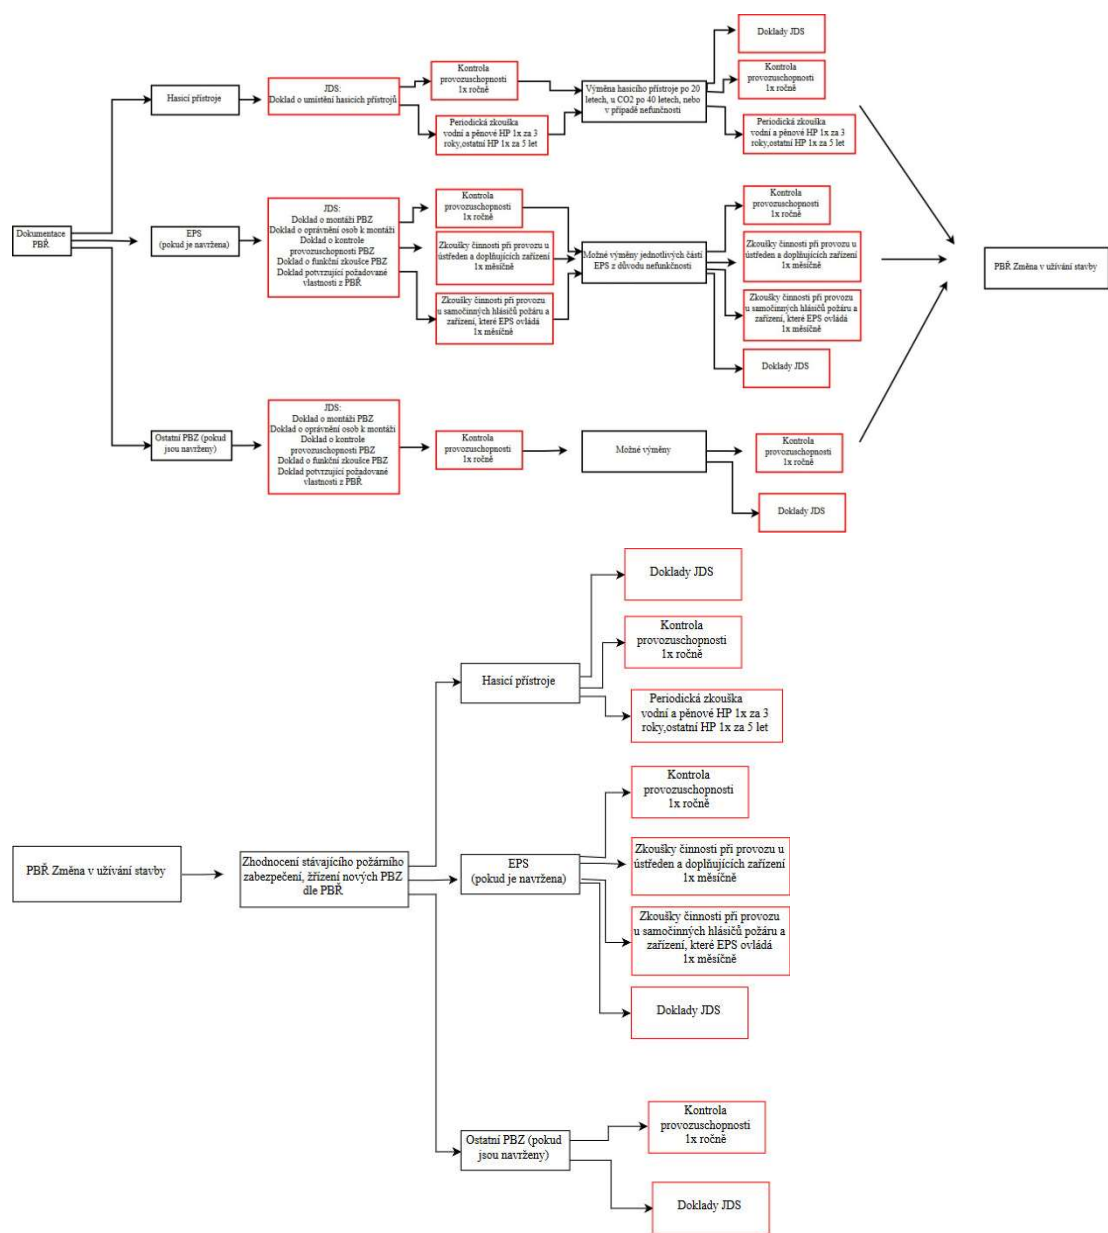 Dokumentace
PBŘ
Hasicí přístroje
JDS:
Doklad o umístění hasicích přístrojů
Kontrola
provozuschopnosti
1x ročně
Periodická zkouška
vodní a pěnové HP 1x za 3
roky,ostatní HP 1x za 5 let
Výměna hasicího přístroje po 20
letech, u CO2 po 40 letech, nebo
v případě nefunčnosti
Doklady JDS
Kontrola
provozuschopnosti
1x ročně
Periodická zkouška
vodní a pěnové HP 1x za 3
roky,ostatní HP 1x za 5 let
EPS
(pokud je navržena)
JDS:
Doklad o montáži PBZ
Doklad o oprávnění osob k montáži
Doklad o kontrole
provozuschopnosti PBZ
Doklad o funkční zkoušce PBZ
Doklad potvrzující požadované
vlastnosti z PBŘ
Kontrola
provozuschopnosti
1x ročně
Zkoušky činnosti při provozu u
ústředen a doplňujících zařízení
1x měsíčně
Zkoušky činnosti při provozu
u samočinných hlásičů požáru a
zařízení, které EPS ovládá
1x měsíčně
Možné výměny jednotlivých částí
EPS z důvodu nefunkčnosti
Kontrola
provozuschopnosti
1x ročně
Zkoušky činnosti při provozu u
ústředen a doplňujících zařízení
1x měsíčně
Zkoušky činnosti při provozu
u samočinných hlásičů požáru a
zařízení, které EPS ovládá
1x měsíčně
Doklady JDS
PBŘ Změna v užívání stavby
Ostatní PBZ (pokud
jsou navrženy)
JDS:
Doklad o montáži PBZ
Doklad o oprávnění osob k montáži
Doklad o kontrole
provozuschopnosti PBZ
Doklad o funkční zkoušce PBZ
Doklad potvrzující požadované
vlastnosti z PBŘ
Kontrola
provozuschopnosti
1x ročně
Možné výměny
Kontrola
provozuschopnosti
1x ročně
Doklady JDS
PBŘ Změna v užívání stavby
Zhodnocení stávajícího požárního
zabezpečení, žřízení nových PBZ
dle PBŘ
Hasicí přístroje
Doklady JDS
Kontrola
provozuschopnosti
1x ročně
Periodická zkouška
vodní a pěnové HP 1x za 3
roky,ostatní HP 1x za 5 let
EPS
(pokud je navržena)
Kontrola
provozuschopnosti
1x ročně
Zkoušky činnosti při provozu u
ústředen a doplňujících zařízení
1x měsíčně
Zkoušky činnosti při provozu
u samočinných hlásičů požáru a
zařízení, které EPS ovládá
1x měsíčně
Doklady JDS
Ostatní PBZ (pokud
jsou navrženy)
Kontrola
provozuschopnosti
1x ročně
Doklady JDS